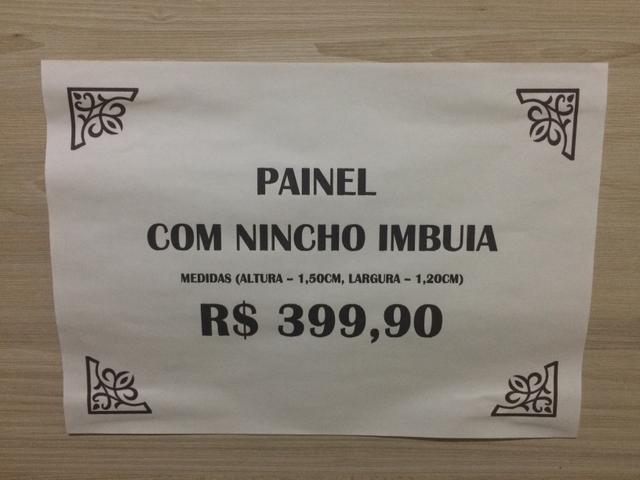 PAINEL
COM NINCHO IMBUIA
MEDIDAS (ALTURA – 1,50CM, LARGURA – 1,20CM)
R$ 399,90